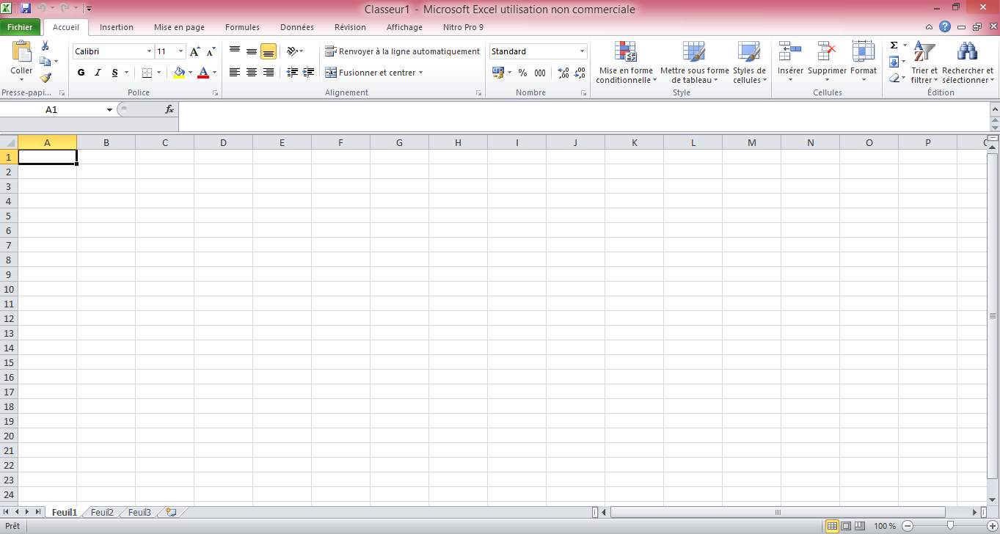 Classeur1 - Microsoft Excel utilisation non commerciale
Fichier Accueil Insertion Mise en page Formules Données Révision Affichage Nitro Pro 9
Coller
Presse-papi...
Calibri 11
G I S A
Police
Renvoyer à la ligne automatiquement
Fusionner et centrer
Alignement
Standard
% 000 ,00 ,00
Nombre
Mise en forme conditionnelle
Mettre sous forme de tableau
Styles de cellules
Style
Insérer Supprimer Format
Cellules
Σ
Trier et filtrer
Rechercher et sélectionner
Édition
A1 fx
A B C D E F G H I J K L M N O P
1
2
3
4
5
6
7
8
9
10
11
12
13
14
15
16
17
18
19
20
21
22
23
24
Feuil1 Feuil2 Feuil3
Prêt 100 %